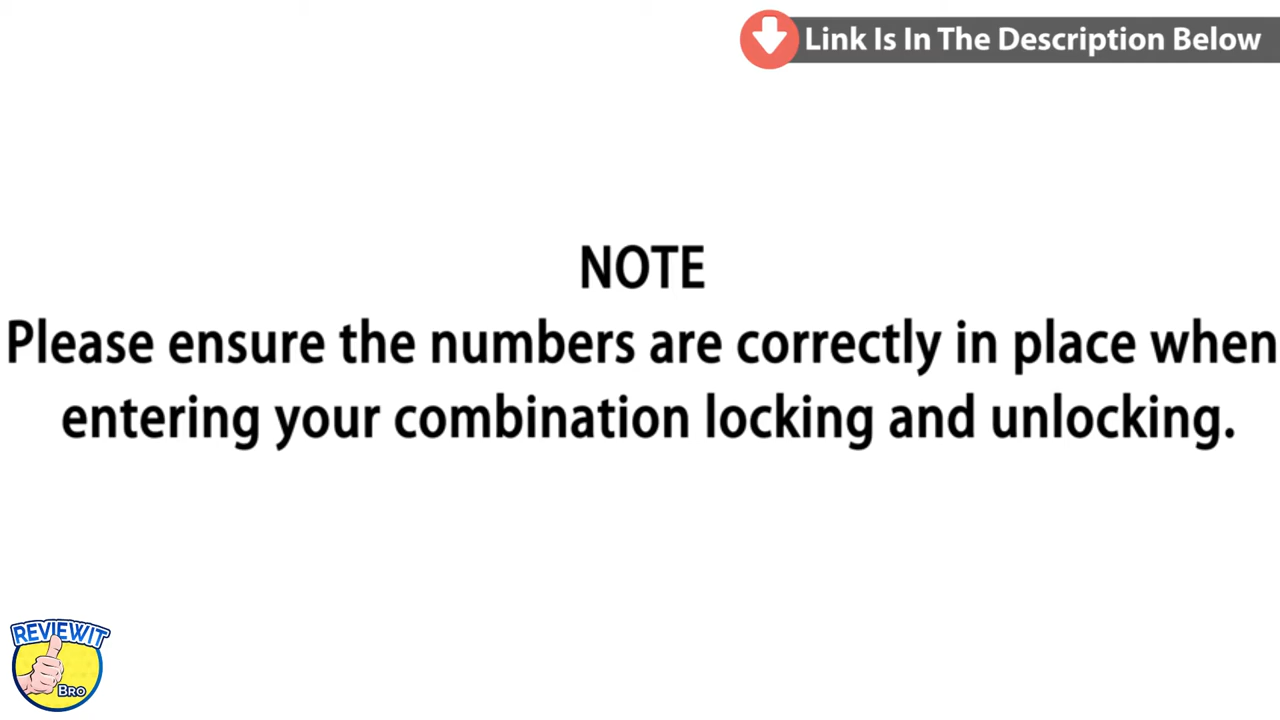 Link Is In The Description Below
NOTE
Please ensure the numbers are correctly in place when
entering your combination locking and unlocking.
REVIEWIT
BRO